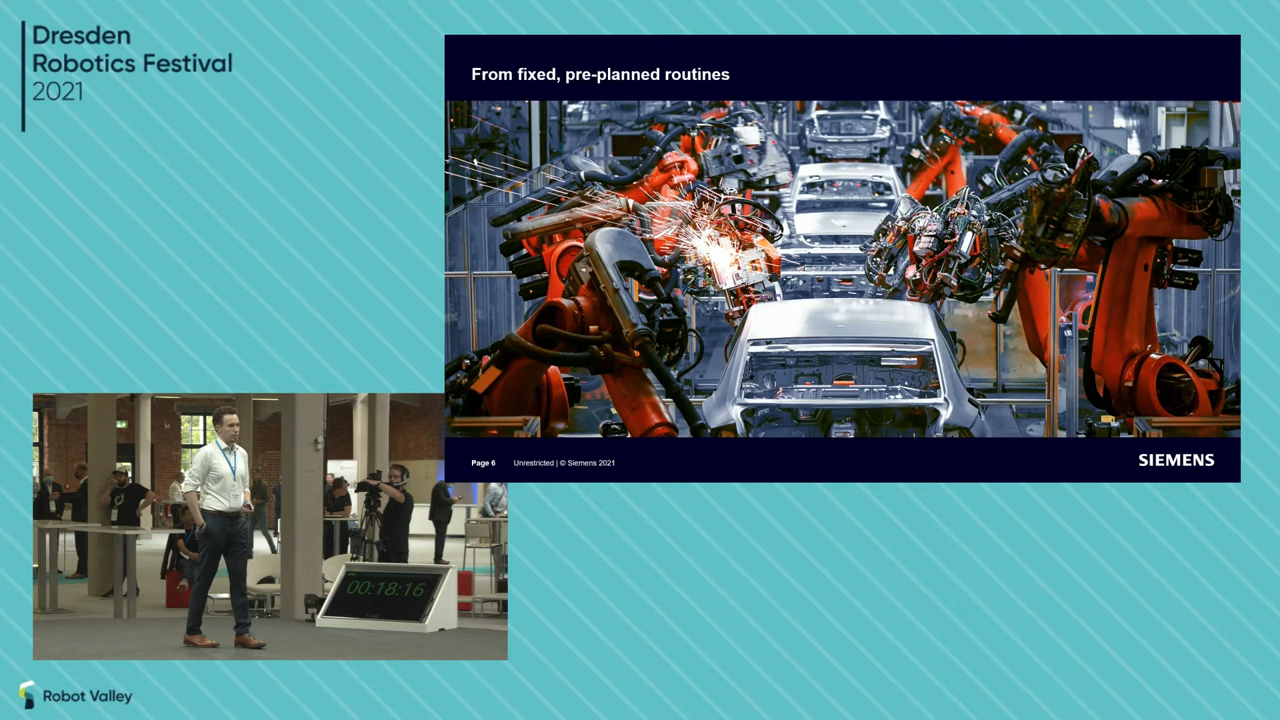 Dresden
Robotics Festival
2021
From fixed, pre-planned routines
Page 6 Unrestricted | © Siemens 2021
SIEMENS
00:18:16
Robot Valley